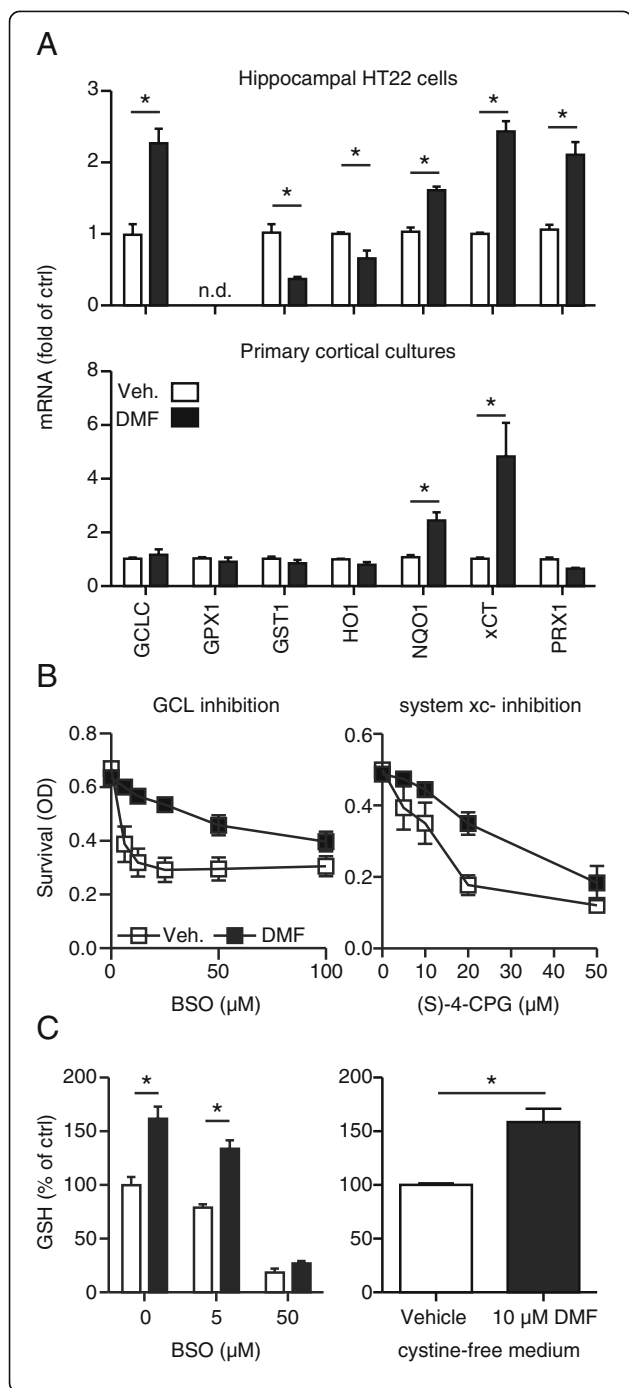 A
Hippocampal HT22 cells
mRNA (fold of ctrl)
3
2
1
0
*
n.d.
*
*
*
*
*
Primary cortical cultures
8
6
4
2
0
Veh.
DMF
*
*
GCLC
GPX1
GST1
HO1
NQO1
xCT
PRX1
B
GCL inhibition
system xc- inhibition
Survival (OD)
0.8
0.6
0.4
0.2
0.0
Veh.
DMF
0
50
100
BSO (µM)
0.6
0.4
0.2
0.0
0
10
20
30
40
50
(S)-4-CPG (µM)
C
GSH (% of ctrl)
200
150
100
50
0
*
*
0
5
50
BSO (µM)
200
150
100
50
0
*
Vehicle
10 µM DMF
cystine-free medium